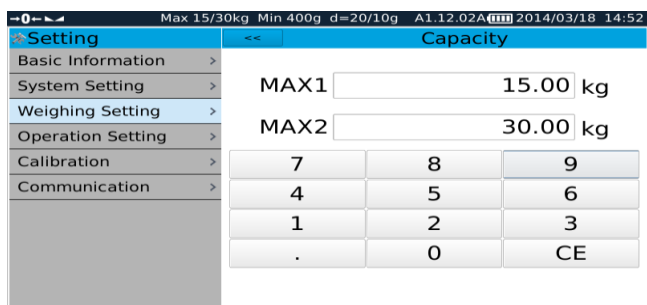 →0← Max 15/30kg Min 400g d=20/10g A1.12.02A 2014/03/18 14:52
Setting << Capacity
Basic Information >
System Setting >
Weighing Setting >
Operation Setting >
Calibration >
Communication >
MAX1 15.00 kg
MAX2 30.00 kg
7 8 9
4 5 6
1 2 3
. 0 CE